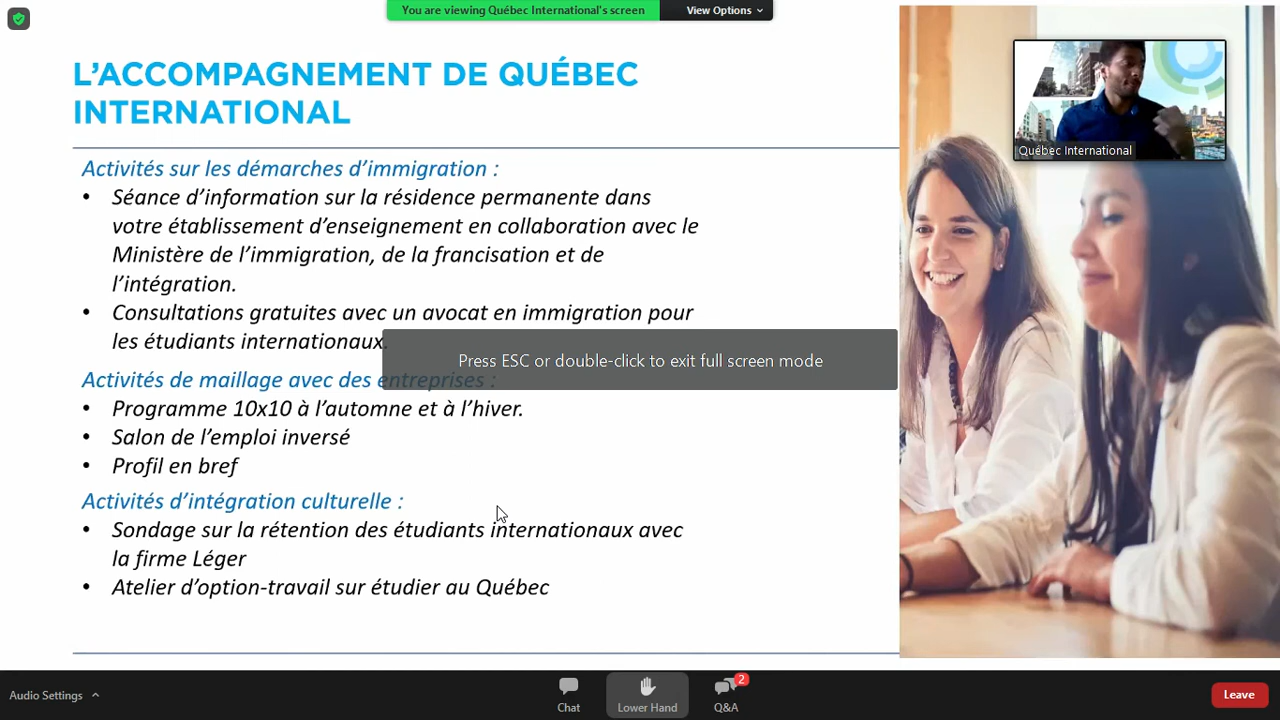 You are viewing Québec International's screen
View Options
L'ACCOMPAGNEMENT DE QUÉBEC
INTERNATIONAL
Québec International
Activités sur les démarches d'immigration :
• Séance d'information sur la résidence permanente dans
votre établissement d'enseignement en collaboration avec le
Ministère de l'immigration, de la francisation et de
l'intégration.
• Consultations gratuites avec un avocat en immigration pour
les étudiants internationaux.
Press ESC or double-click to exit full screen mode
Activités de maillage avec des entreprises :
• Programme 10x10 à l'automne et à l'hiver.
• Salon de l'emploi inversé
• Profil en bref
Activités d'intégration culturelle :
• Sondage sur la rétention des étudiants internationaux avec
la firme Léger
• Atelier d'option-travail sur étudier au Québec
Audio Settings
Chat
Lower Hand
2
Q&A
Leave